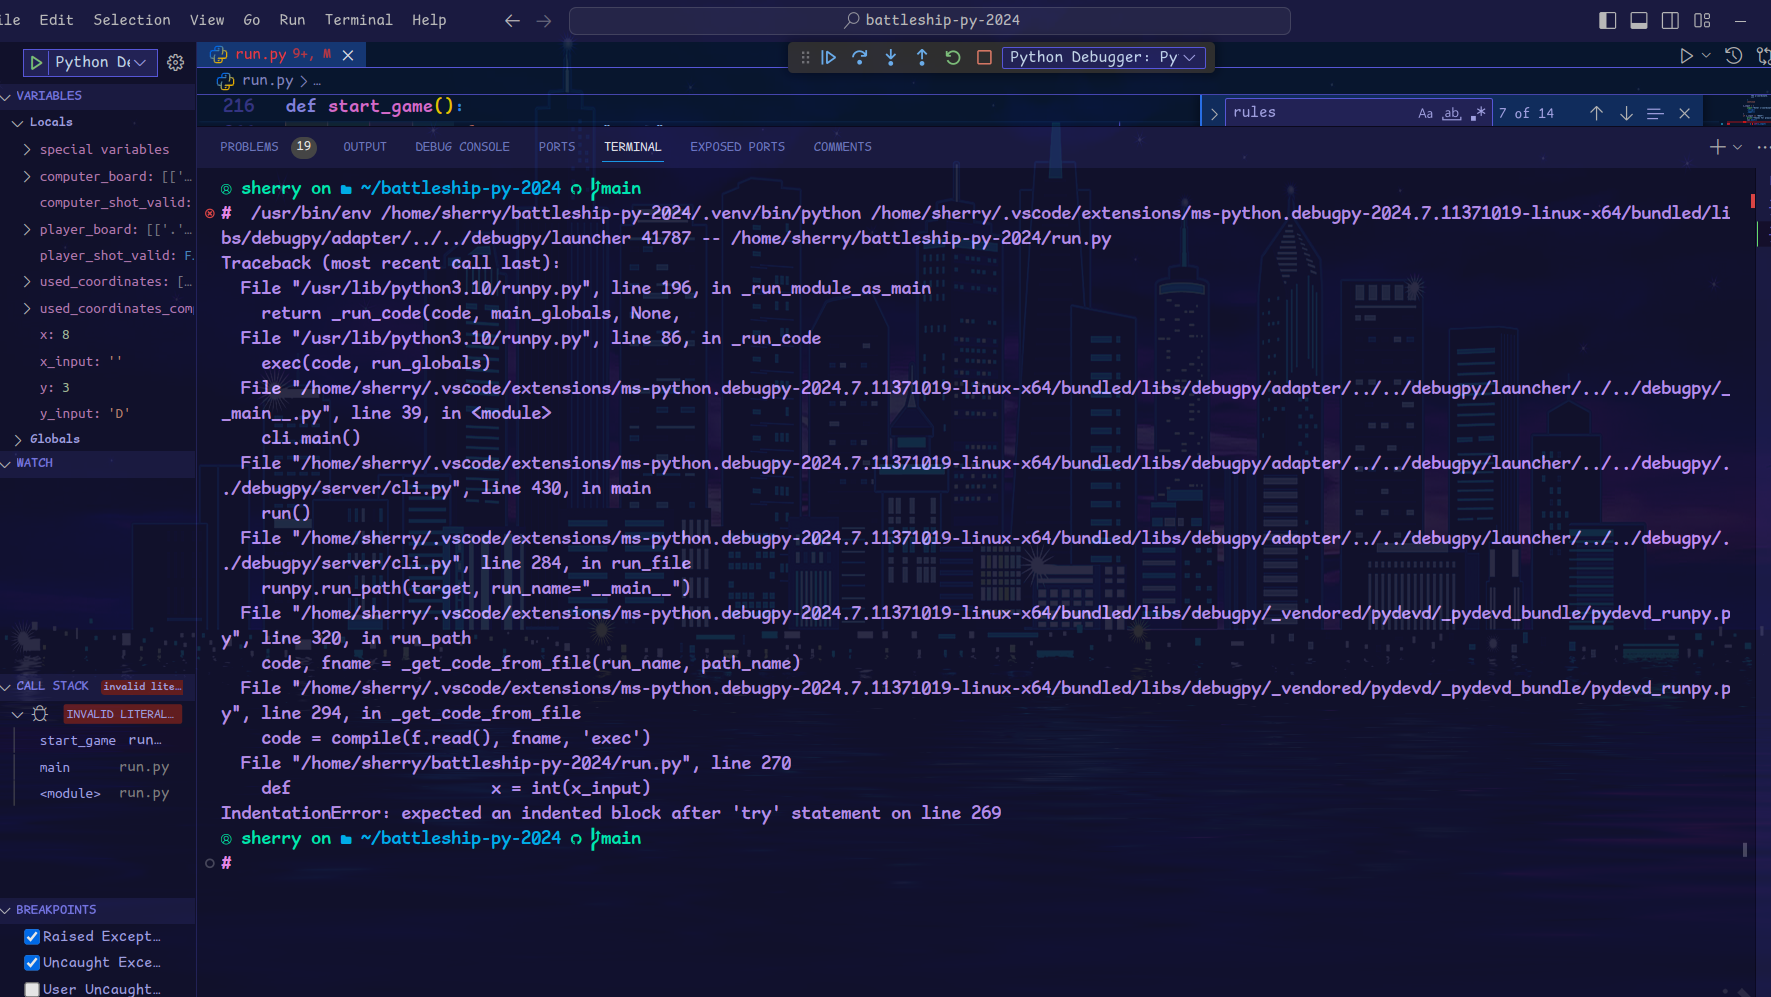 ile Edit Selection View Go Run Terminal Help
battleship-py-2024
Python De
run.py 9+, M
Python Debugger: Py
run.py > …
216 def start_game():
rules
Aa ab .* 7 of 14
VARIABLES
Locals
special variables
computer_board: [['…
computer_shot_valid:
player_board: [['.'…
player_shot_valid: F…
used_coordinates: […
used_coordinates_com
x: 8
x_input: ''
y: 3
y_input: 'D'
Globals
WATCH
CALL STACK invalid lite…
INVALID LITERAL…
start_game run…
main run.py
<module> run.py
BREAKPOINTS
Raised Except…
Uncaught Exce…
User Uncaught…
PROBLEMS 19 OUTPUT DEBUG CONSOLE PORTS TERMINAL EXPOSED PORTS COMMENTS
sherry on ~/battleship-py-2024 main
# /usr/bin/env /home/sherry/battleship-py-2024/.venv/bin/python /home/sherry/.vscode/extensions/ms-python.debugpy-2024.7.11371019-linux-x64/bundled/li
bs/debugpy/adapter/../../debugpy/launcher 41787 -- /home/sherry/battleship-py-2024/run.py
Traceback (most recent call last):
File "/usr/lib/python3.10/runpy.py", line 196, in _run_module_as_main
return _run_code(code, main_globals, None,
File "/usr/lib/python3.10/runpy.py", line 86, in _run_code
exec(code, run_globals)
File "/home/sherry/.vscode/extensions/ms-python.debugpy-2024.7.11371019-linux-x64/bundled/libs/debugpy/adapter/../../debugpy/launcher/../../debugpy/_
_main__.py", line 39, in <module>
cli.main()
File "/home/sherry/.vscode/extensions/ms-python.debugpy-2024.7.11371019-linux-x64/bundled/libs/debugpy/adapter/../../debugpy/launcher/../../debugpy/.
./debugpy/server/cli.py", line 430, in main
run()
File "/home/sherry/.vscode/extensions/ms-python.debugpy-2024.7.11371019-linux-x64/bundled/libs/debugpy/adapter/../../debugpy/launcher/../../debugpy/.
./debugpy/server/cli.py", line 284, in run_file
runpy.run_path(target, run_name="__main__")
File "/home/sherry/.vscode/extensions/ms-python.debugpy-2024.7.11371019-linux-x64/bundled/libs/debugpy/_vendored/pydevd/_pydevd_bundle/pydevd_runpy.p
y", line 320, in run_path
code, fname = _get_code_from_file(run_name, path_name)
File "/home/sherry/.vscode/extensions/ms-python.debugpy-2024.7.11371019-linux-x64/bundled/libs/debugpy/_vendored/pydevd/_pydevd_bundle/pydevd_runpy.p
y", line 294, in _get_code_from_file
code = compile(f.read(), fname, 'exec')
File "/home/sherry/battleship-py-2024/run.py", line 270
def x = int(x_input)
IndentationError: expected an indented block after 'try' statement on line 269
sherry on ~/battleship-py-2024 main
#